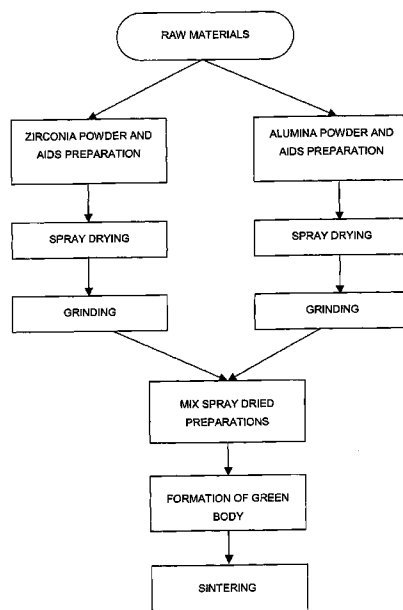 RAW MATERIALS
ZIRCONIA POWDER AND
AIDS PREPARATION
ALUMINA POWDER AND
AIDS PREPARATION
SPRAY DRYING
SPRAY DRYING
GRINDING
GRINDING
MIX SPRAY DRIED
PREPARATIONS
FORMATION OF GREEN
BODY
SINTERING